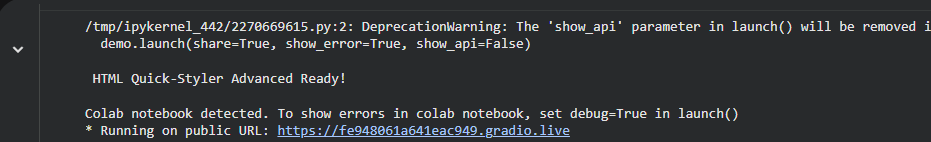 /tmp/ipykernel_442/2270669615.py:2: DeprecationWarning: The 'show_api' parameter in launch() will be removed i
demo.launch(share=True, show_error=True, show_api=False)
HTML Quick-Styler Advanced Ready!
Colab notebook detected. To show errors in colab notebook, set debug=True in launch()
* Running on public URL: https://fe948061a641eac949.gradio.live